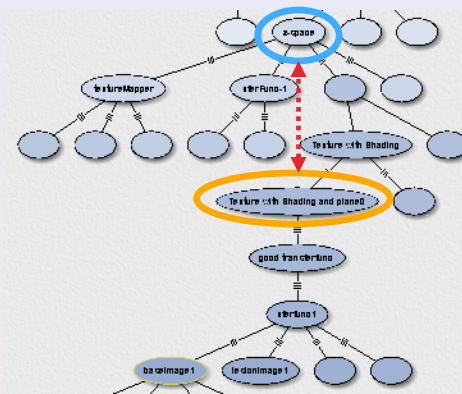 z-space
textureMapper
xferFunc-1
Texture with Shading
Texture with Shading and plane0
good transferfunc
xferfunc1
baseImage1
lesionImage1